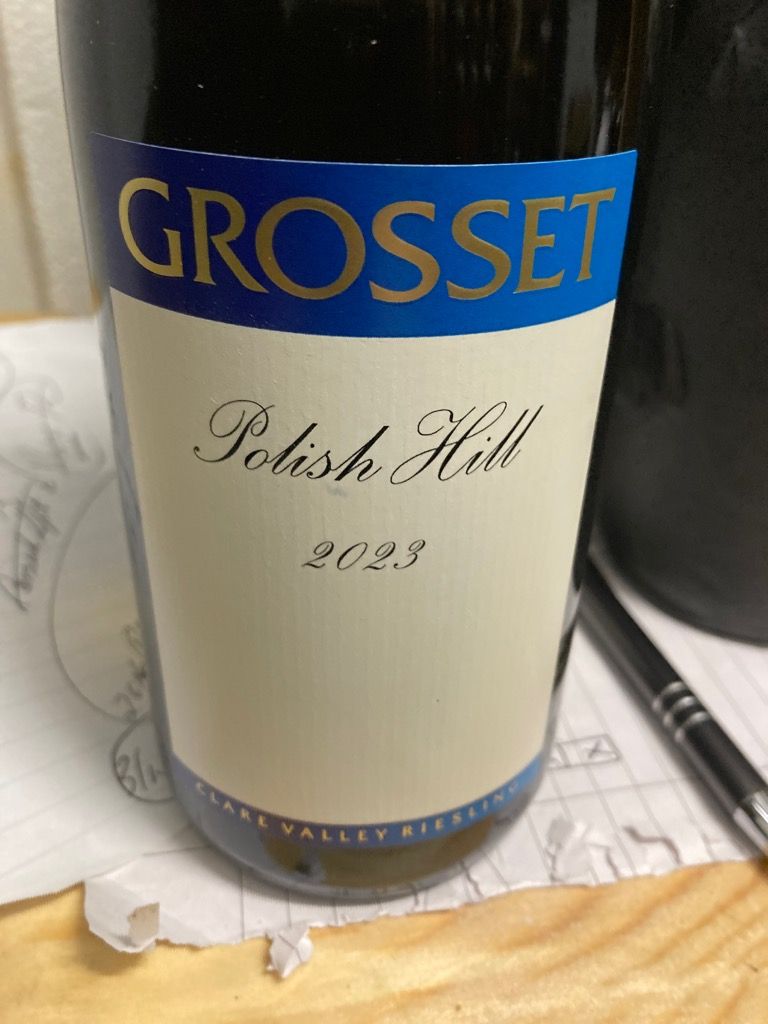 GROSSET
Polish Hill
2023
CLARE VALLEY RIESLING